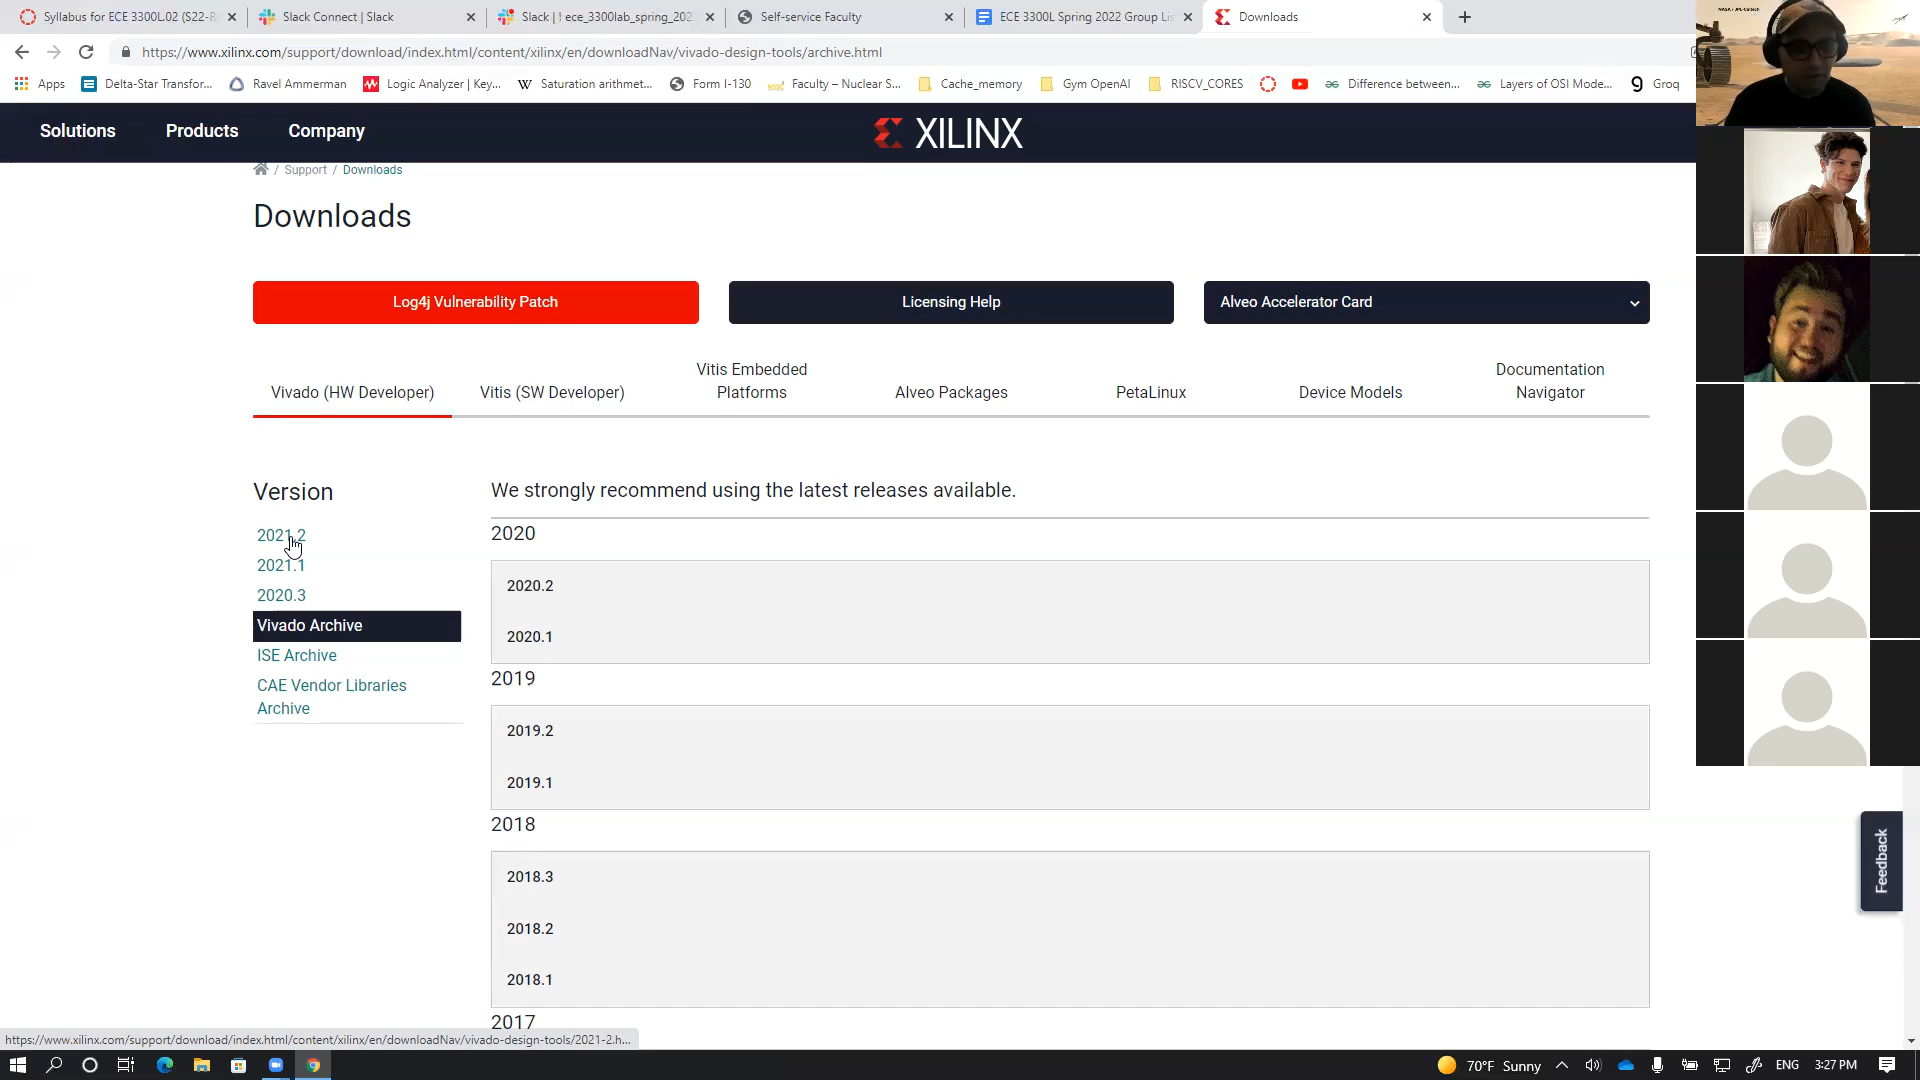 Syllabus for ECE 3300L.02 (S22-R
Slack Connect | Slack
Slack | ! ece_3300lab_spring_202
Self-service Faculty
ECE 3300L Spring 2022 Group Lis
Downloads
https://www.xilinx.com/support/download/index.html/content/xilinx/en/downloadNav/vivado-design-tools/archive.html
Apps
Delta-Star Transfor...
Ravel Ammerman
Logic Analyzer | Key...
Saturation arithmet...
Form I-130
Faculty – Nuclear S...
Cache_memory
Gym OpenAI
RISCV_CORES
Difference between...
Layers of OSI Mode...
Groq
NASA / JPL-Caltech
Solutions
Products
Company
XILINX
/ Support / Downloads
Downloads
Log4j Vulnerability Patch
Licensing Help
Alveo Accelerator Card
Vivado (HW Developer)
Vitis (SW Developer)
Vitis Embedded
Platforms
Alveo Packages
PetaLinux
Device Models
Documentation
Navigator
Version
2021.2
2021.1
2020.3
Vivado Archive
ISE Archive
CAE Vendor Libraries
Archive
We strongly recommend using the latest releases available.
2020
2020.2
2020.1
2019
2019.2
2019.1
2018
2018.3
2018.2
2018.1
2017
Feedback
https://www.xilinx.com/support/download/index.html/content/xilinx/en/downloadNav/vivado-design-tools/2021-2.h...
70°F Sunny
ENG
3:27 PM